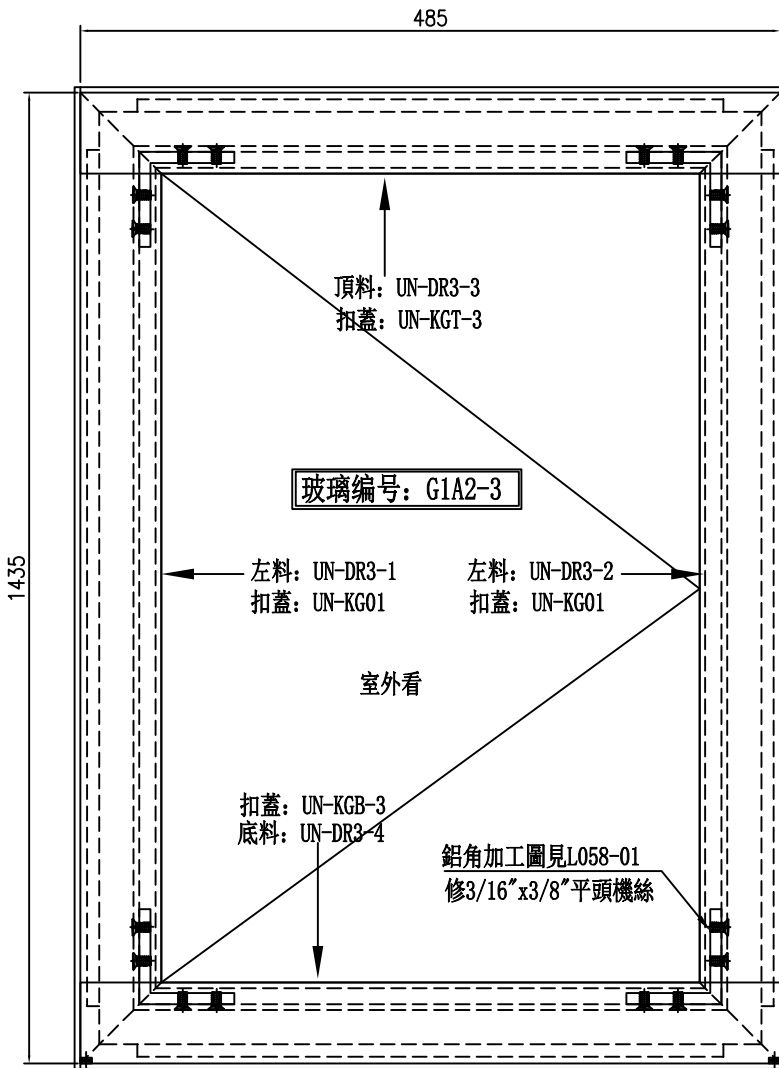 485
頂料: UN-DR3-3
扣蓋: UN-KGT-3
玻璃编号: G1A2-3
1435
左料: UN-DR3-1
扣蓋: UN-KG01
左料: UN-DR3-2
扣蓋: UN-KG01
室外看
扣蓋: UN-KGB-3
底料: UN-DR3-4
鋁角加工圖見L058-01
修3/16"x3/8"平頭機絲